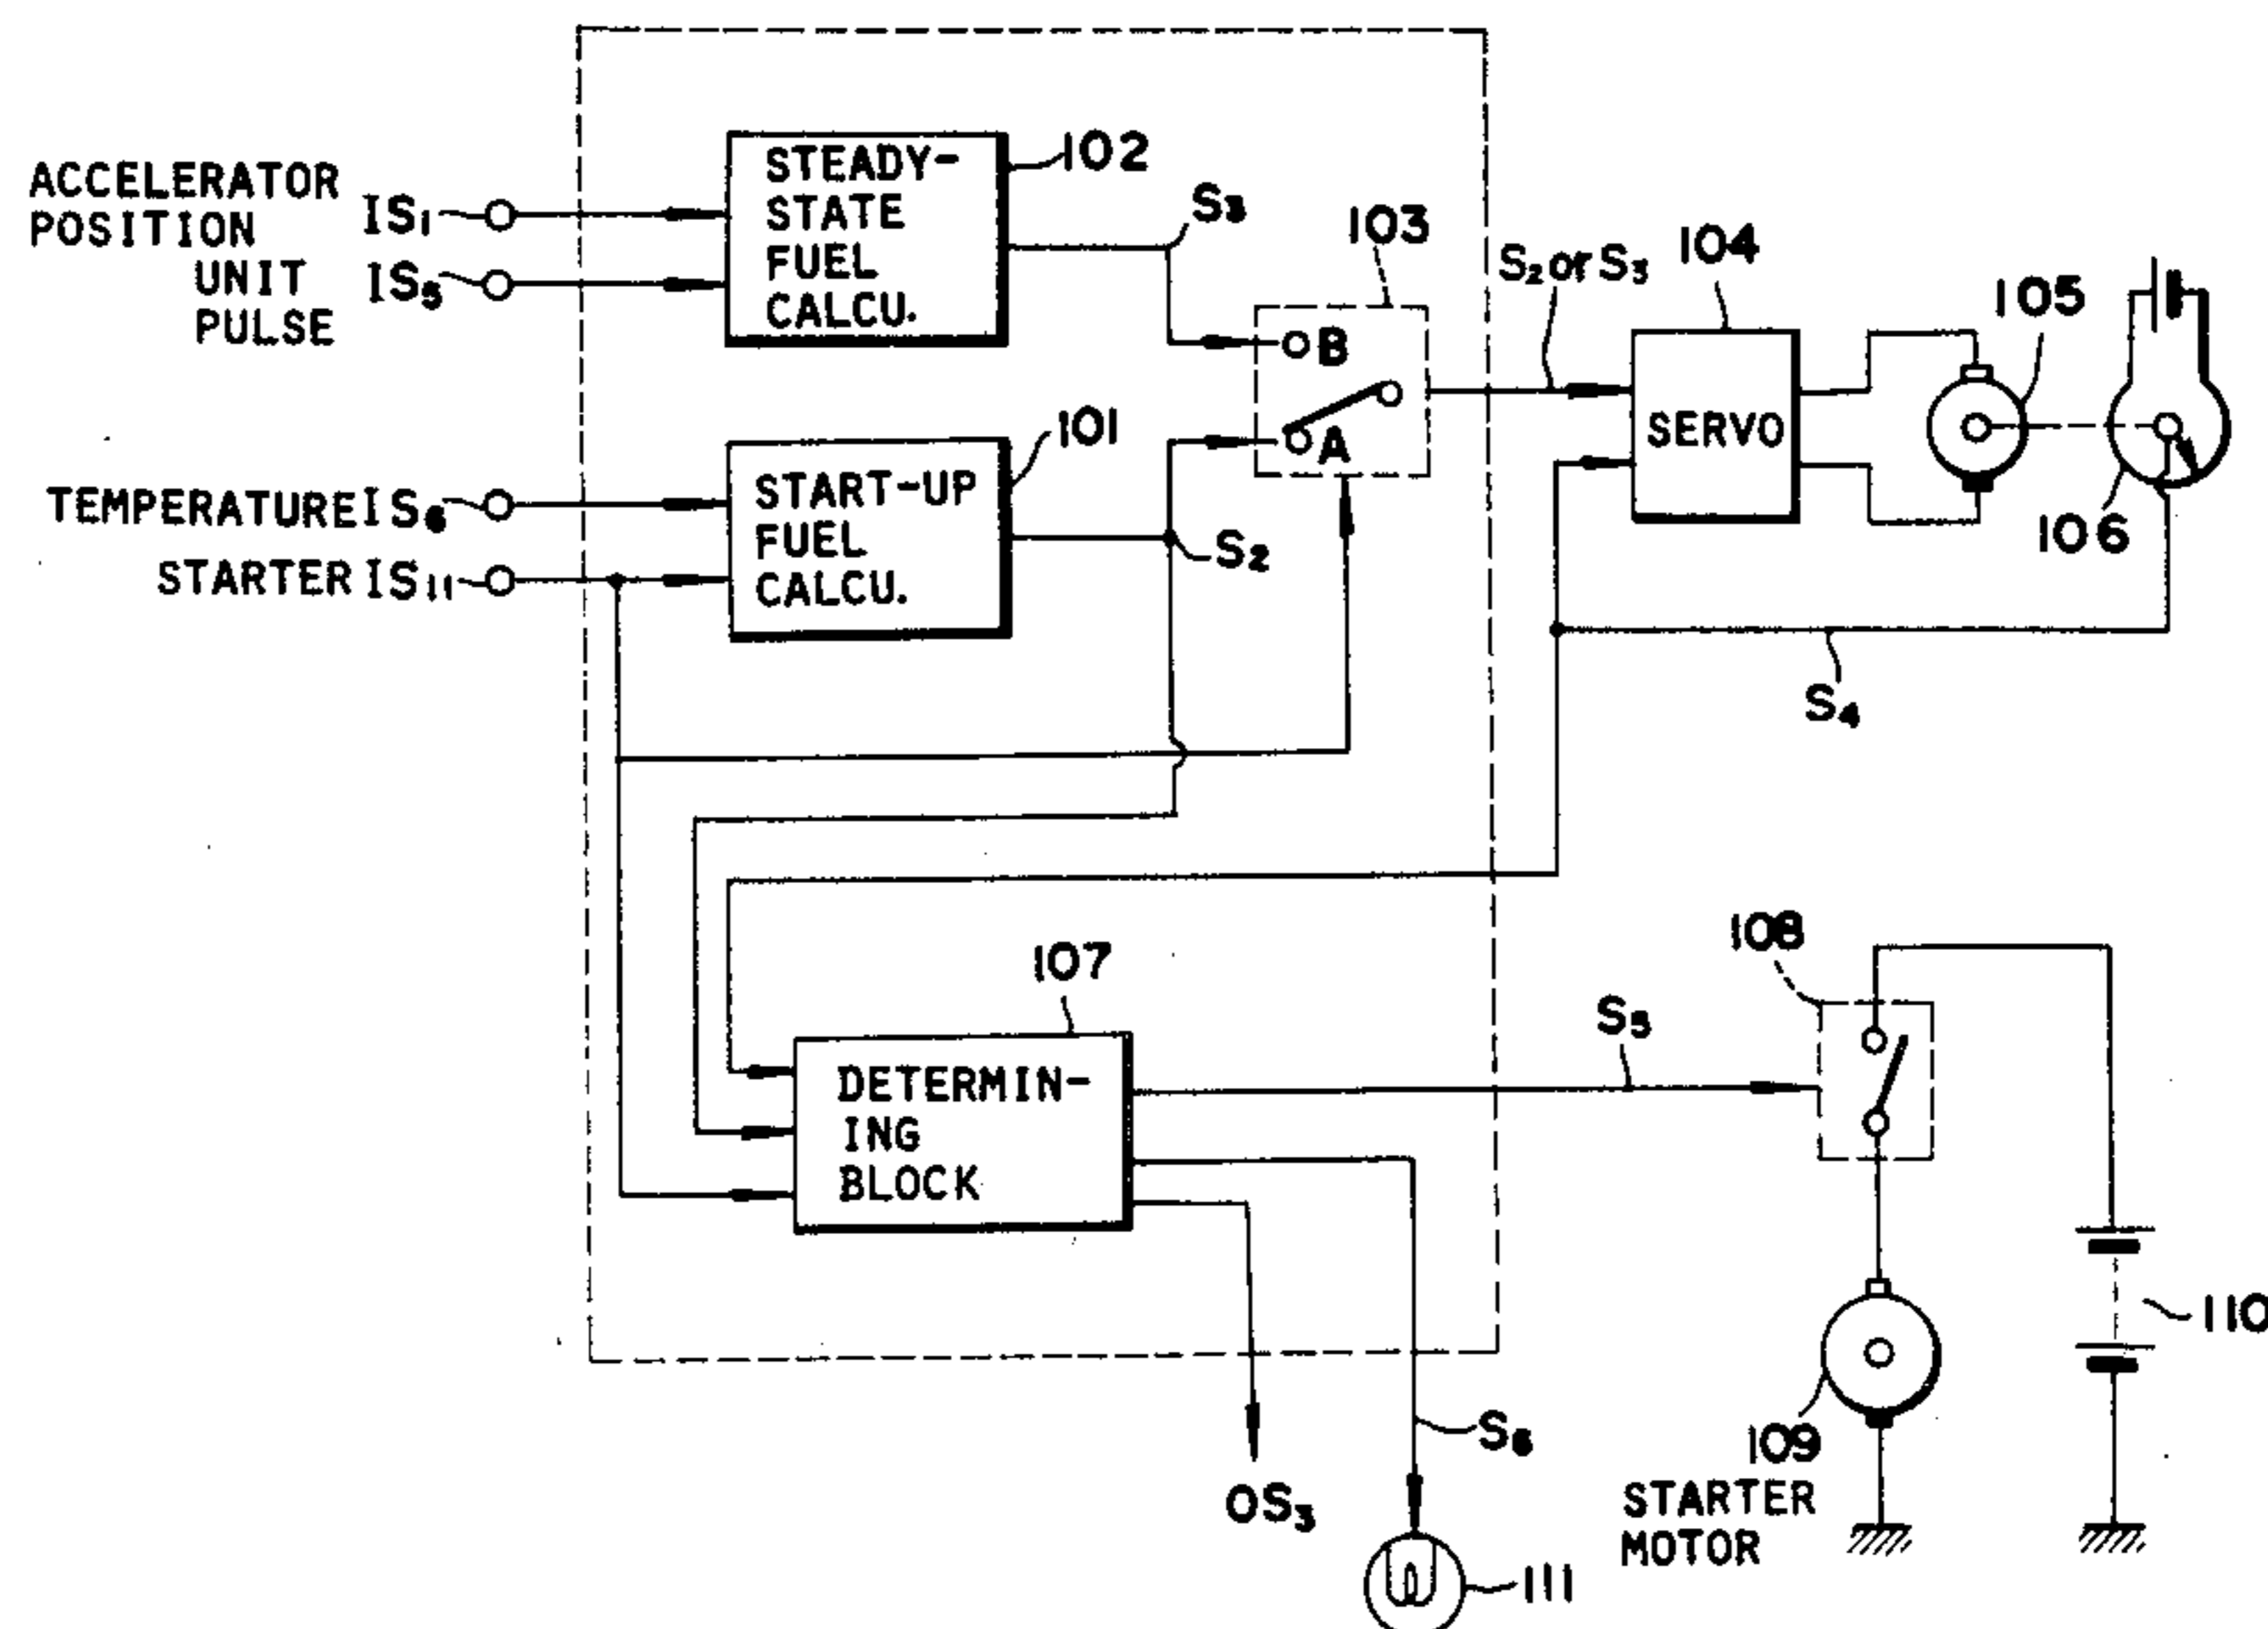 ACCELERATOR
POSITION
IS₁
UNIT
PULSE
IS₅
TEMPERATURE IS₆
STARTER IS₁₁
STEADY-
STATE
FUEL
CALCU.
102
S₃
START-UP
FUEL
CALCU.
101
S₂
103
B
A
S₂ or S₃
104
SERVO
105
106
S₄
107
DETERMIN-
ING
BLOCK
S₅
108
110
109
STARTER
MOTOR
OS₃
S₆
111